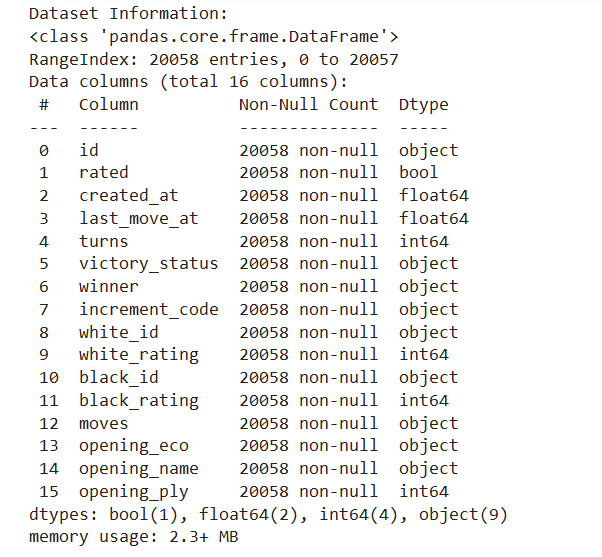 Dataset Information:
<class 'pandas.core.frame.DataFrame'>
RangeIndex: 20058 entries, 0 to 20057
Data columns (total 16 columns):
 #   Column          Non-Null Count  Dtype
---  ------          --------------  -----
 0   id              20058 non-null  object
 1   rated           20058 non-null  bool
 2   created_at      20058 non-null  float64
 3   last_move_at    20058 non-null  float64
 4   turns           20058 non-null  int64
 5   victory_status  20058 non-null  object
 6   winner          20058 non-null  object
 7   increment_code  20058 non-null  object
 8   white_id        20058 non-null  object
 9   white_rating    20058 non-null  int64
 10  black_id        20058 non-null  object
 11  black_rating    20058 non-null  int64
 12  moves           20058 non-null  object
 13  opening_eco     20058 non-null  object
 14  opening_name    20058 non-null  object
 15  opening_ply     20058 non-null  int64
dtypes: bool(1), float64(2), int64(4), object(9)
memory usage: 2.3+ MB